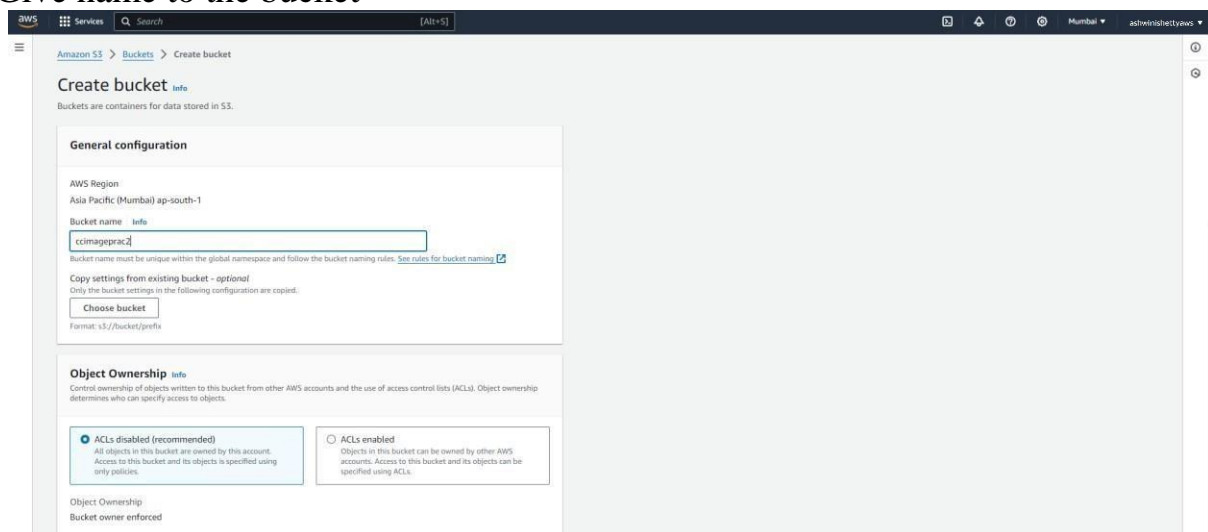 Give name to the bucket
aws Services Search [Alt+S] Mumbai ashwinishettyaws
Amazon S3 > Buckets > Create bucket
Create bucket Info
Buckets are containers for data stored in S3.
General configuration
AWS Region
Asia Pacific (Mumbai) ap-south-1
Bucket name Info
ccimageprac2
Bucket name must be unique within the global namespace and follow the bucket naming rules. See rules for bucket naming
Copy settings from existing bucket - optional
Only the bucket settings in the following configuration are copied.
Choose bucket
Format: s3://bucket/prefix
Object Ownership Info
Control ownership of objects written to this bucket from other AWS accounts and the use of access control lists (ACLs). Object ownership
determines who can specify access to objects.
ACLs disabled (recommended)
All objects in this bucket are owned by this account.
Access to this bucket and its objects is specified using
only policies.
ACLs enabled
Objects in this bucket can be owned by other AWS
accounts. Access to this bucket and its objects can be
specified using ACLs.
Object Ownership
Bucket owner enforced